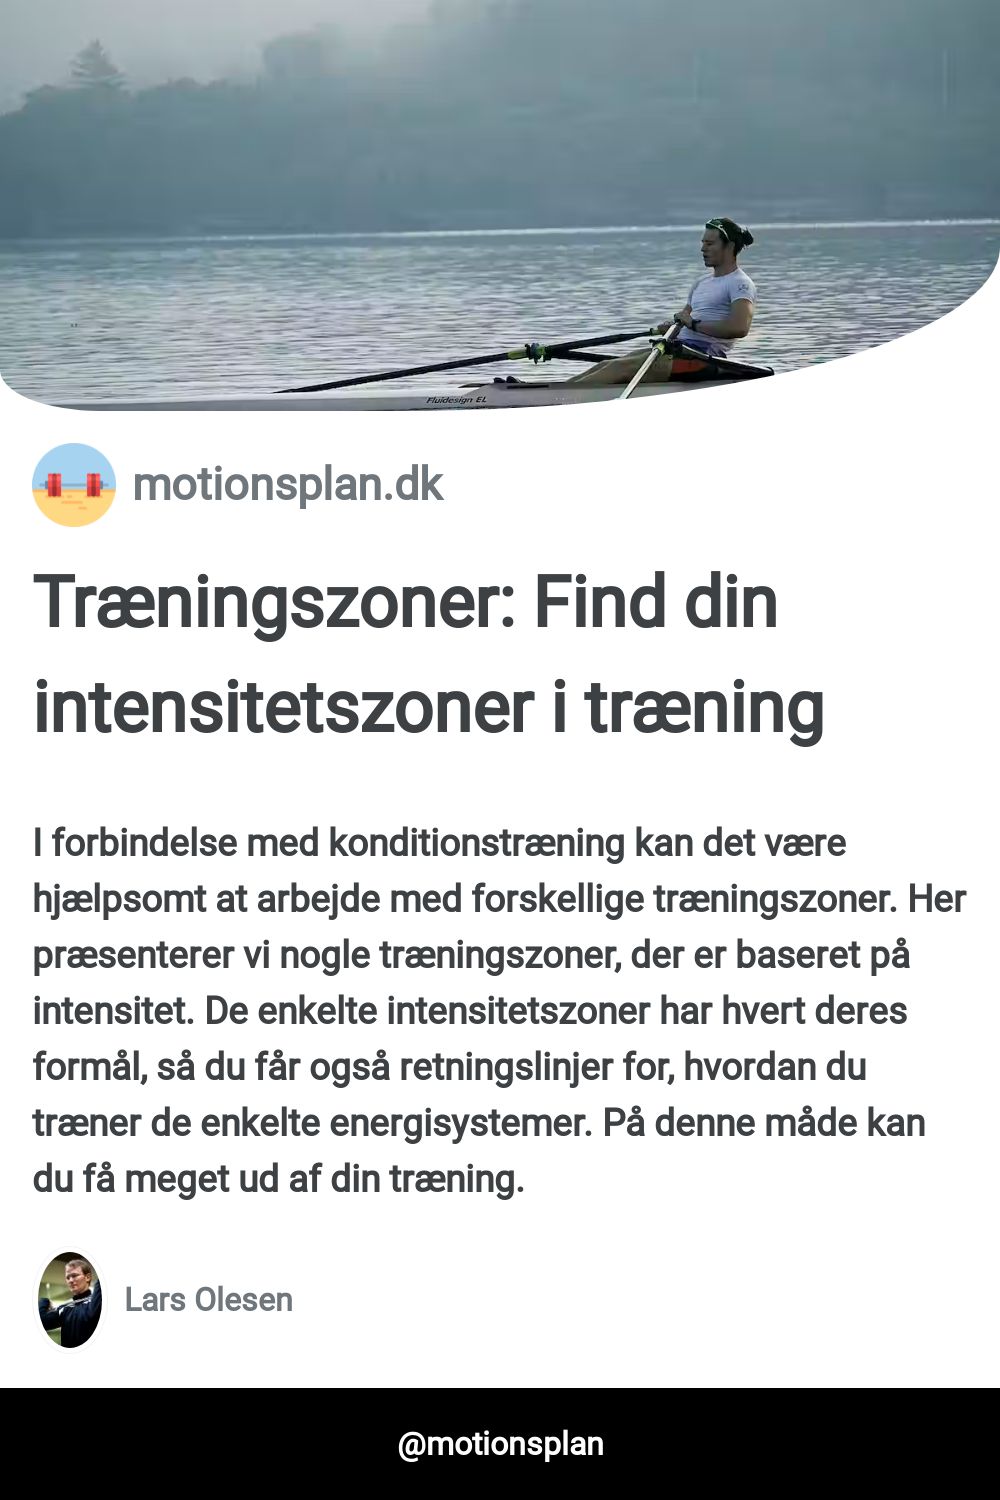 Fluidesign EL
motionsplan.dk
Træningszoner: Find din
intensitetszoner i træning
I forbindelse med konditionstræning kan det være
hjælpsomt at arbejde med forskellige træningszoner. Her
præsenterer vi nogle træningszoner, der er baseret på
intensitet. De enkelte intensitetszoner har hvert deres
formål, så du får også retningslinjer for, hvordan du
træner de enkelte energisystemer. På denne måde kan
du få meget ud af din træning.
Lars Olesen
@motionsplan